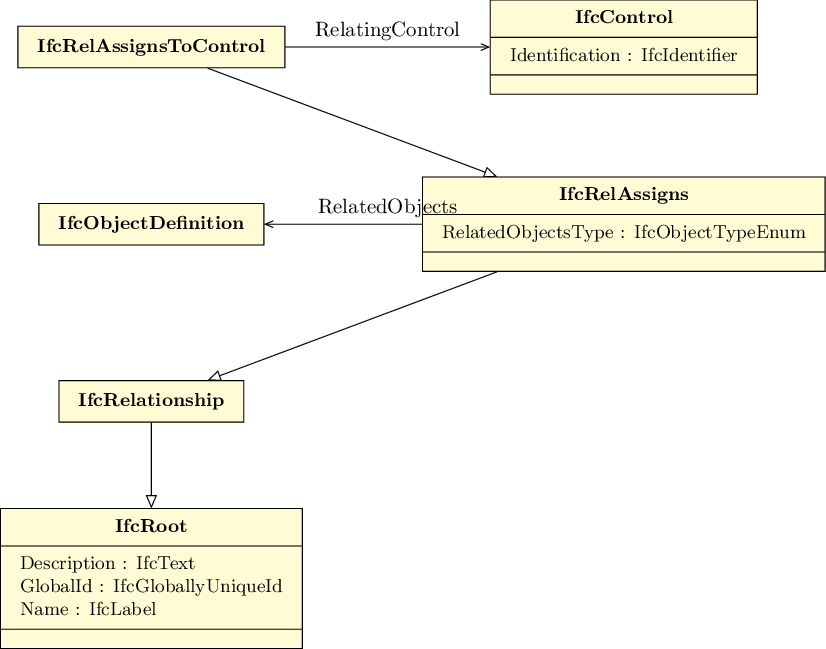 IfcRelAssignsToControl
RelatingControl
IfcControl
Identification : IfcIdentifier
IfcObjectDefinition
RelatedObjects
IfcRelAssigns
RelatedObjectsType : IfcObjectTypeEnum
IfcRelationship
IfcRoot
Description : IfcText
GlobalId : IfcGloballyUniqueId
Name : IfcLabel